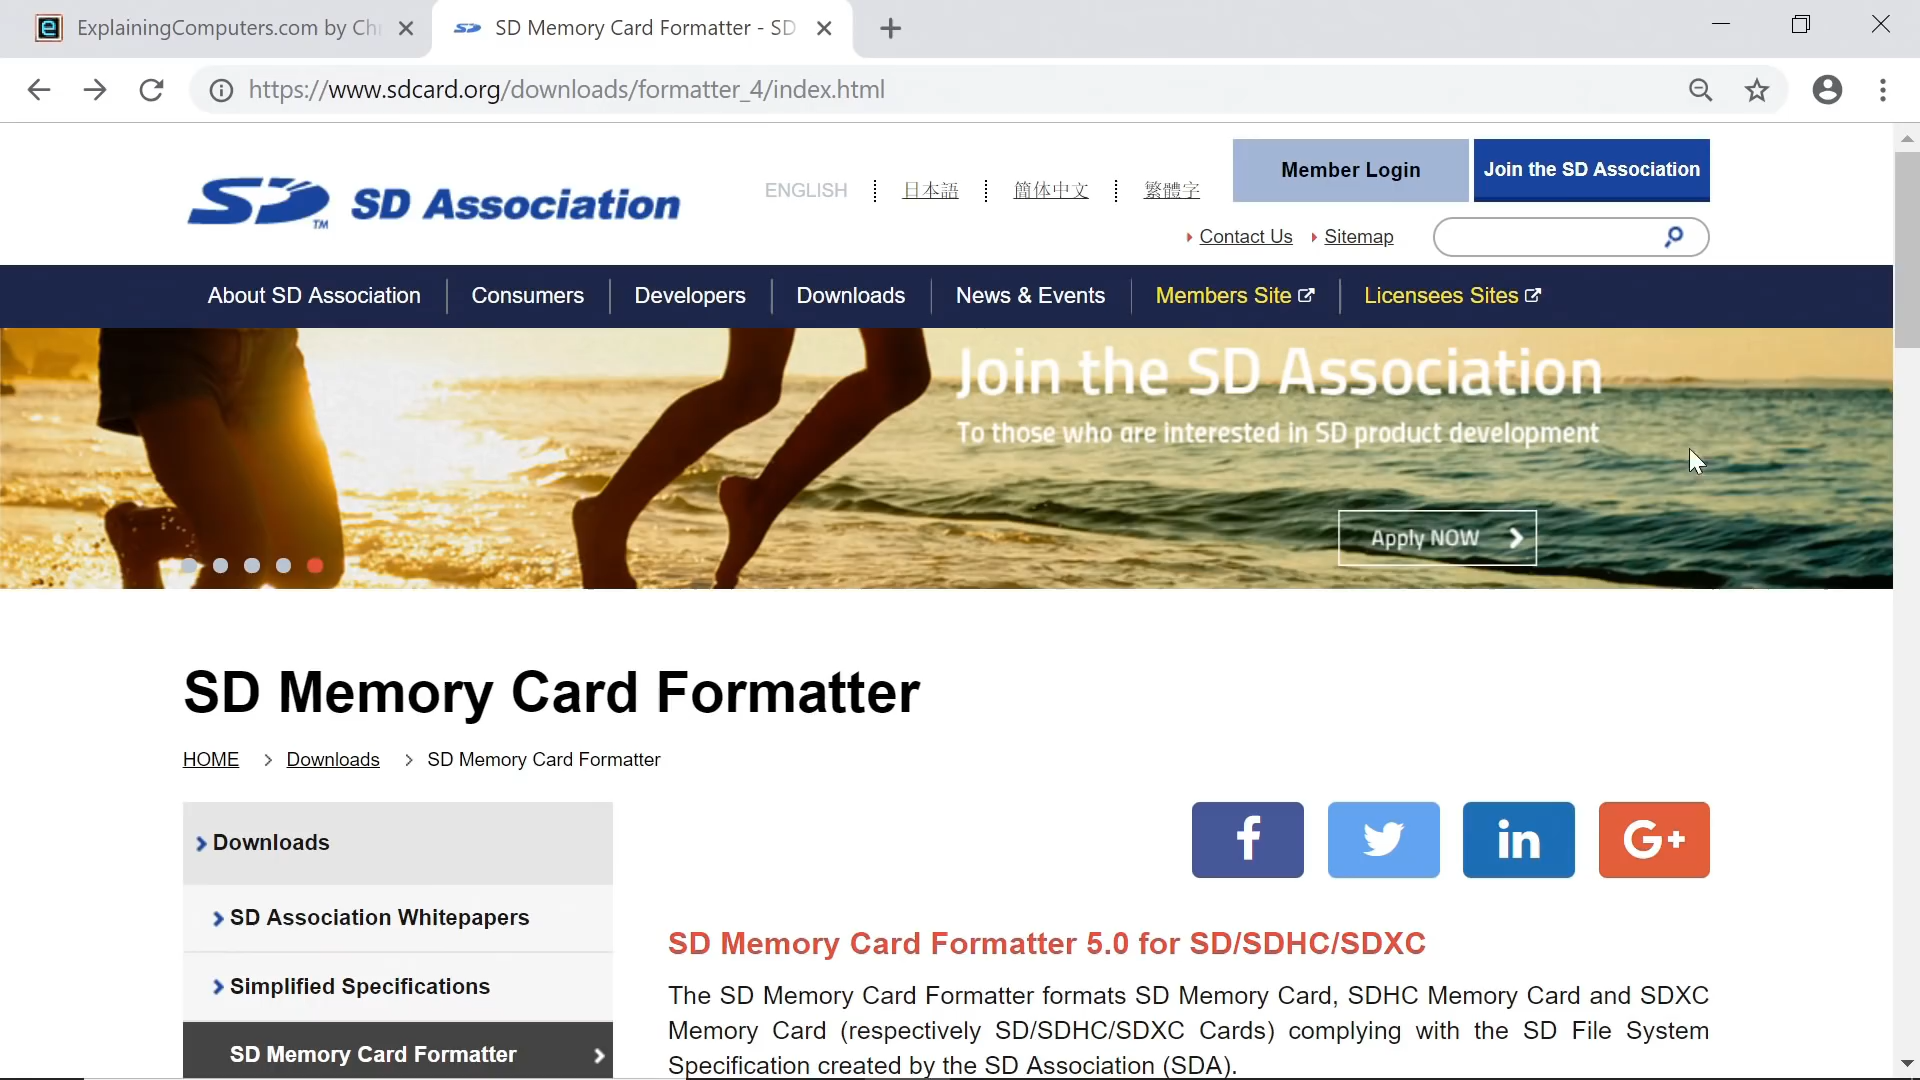 ExplainingComputers.com by Ch
SD Memory Card Formatter - SD
https://www.sdcard.org/downloads/formatter_4/index.html
SD
TM
SD Association
ENGLISH
日本語
簡体中文
繁體字
Member Login
Join the SD Association
Contact Us
Sitemap
About SD Association
Consumers
Developers
Downloads
News & Events
Members Site
Licensees Sites
Join the SD Association
To those who are interested in SD product development
Apply NOW
SD Memory Card Formatter
HOME > Downloads > SD Memory Card Formatter
Downloads
SD Association Whitepapers
Simplified Specifications
SD Memory Card Formatter
f
in
G+
SD Memory Card Formatter 5.0 for SD/SDHC/SDXC
The SD Memory Card Formatter formats SD Memory Card, SDHC Memory Card and SDXC
Memory Card (respectively SD/SDHC/SDXC Cards) complying with the SD File System
Specification created by the SD Association (SDA).